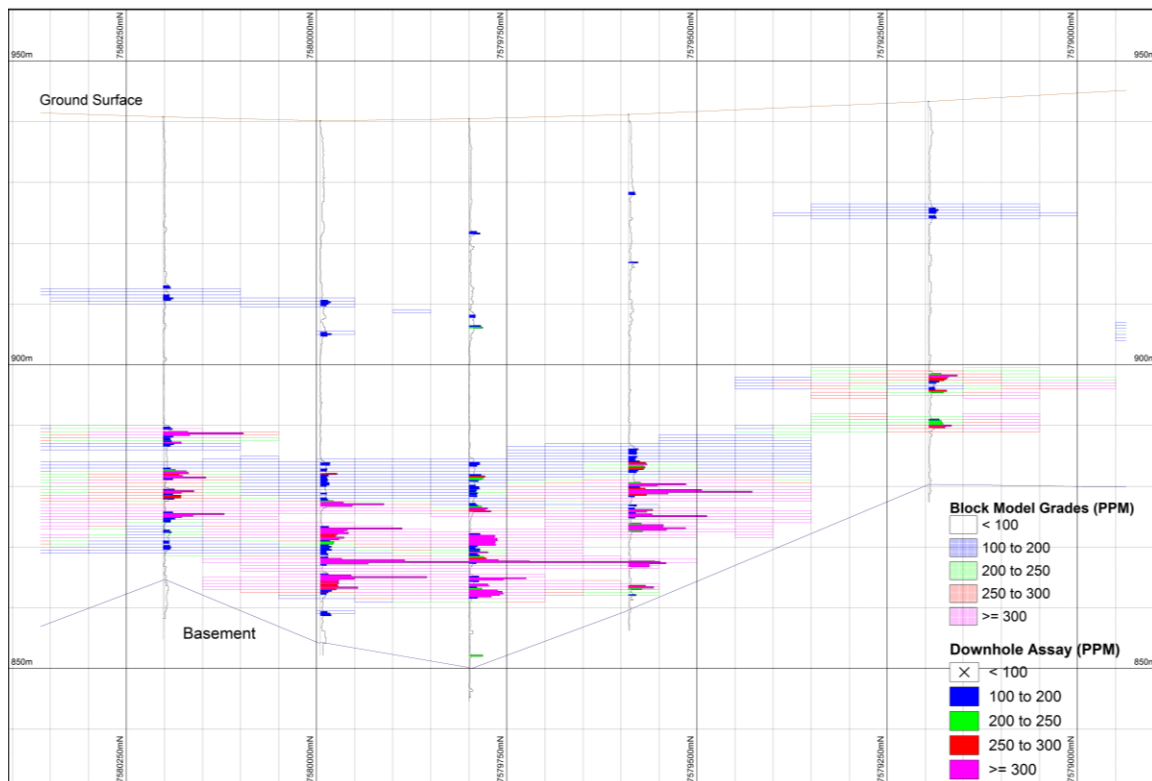 7580250mN
7580000mN
7579750mN
7579500mN
7579250mN
7579000mN
950m
950m
Ground Surface
900m
900m
Block Model Grades (PPM)
< 100
100 to 200
200 to 250
250 to 300
>= 300
Basement
Downhole Assay (PPM)
850m
850m
< 100
100 to 200
200 to 250
250 to 300
>= 300
7580250mN
7580000mN
7579750mN
7579500mN
7579250mN
7579000mN